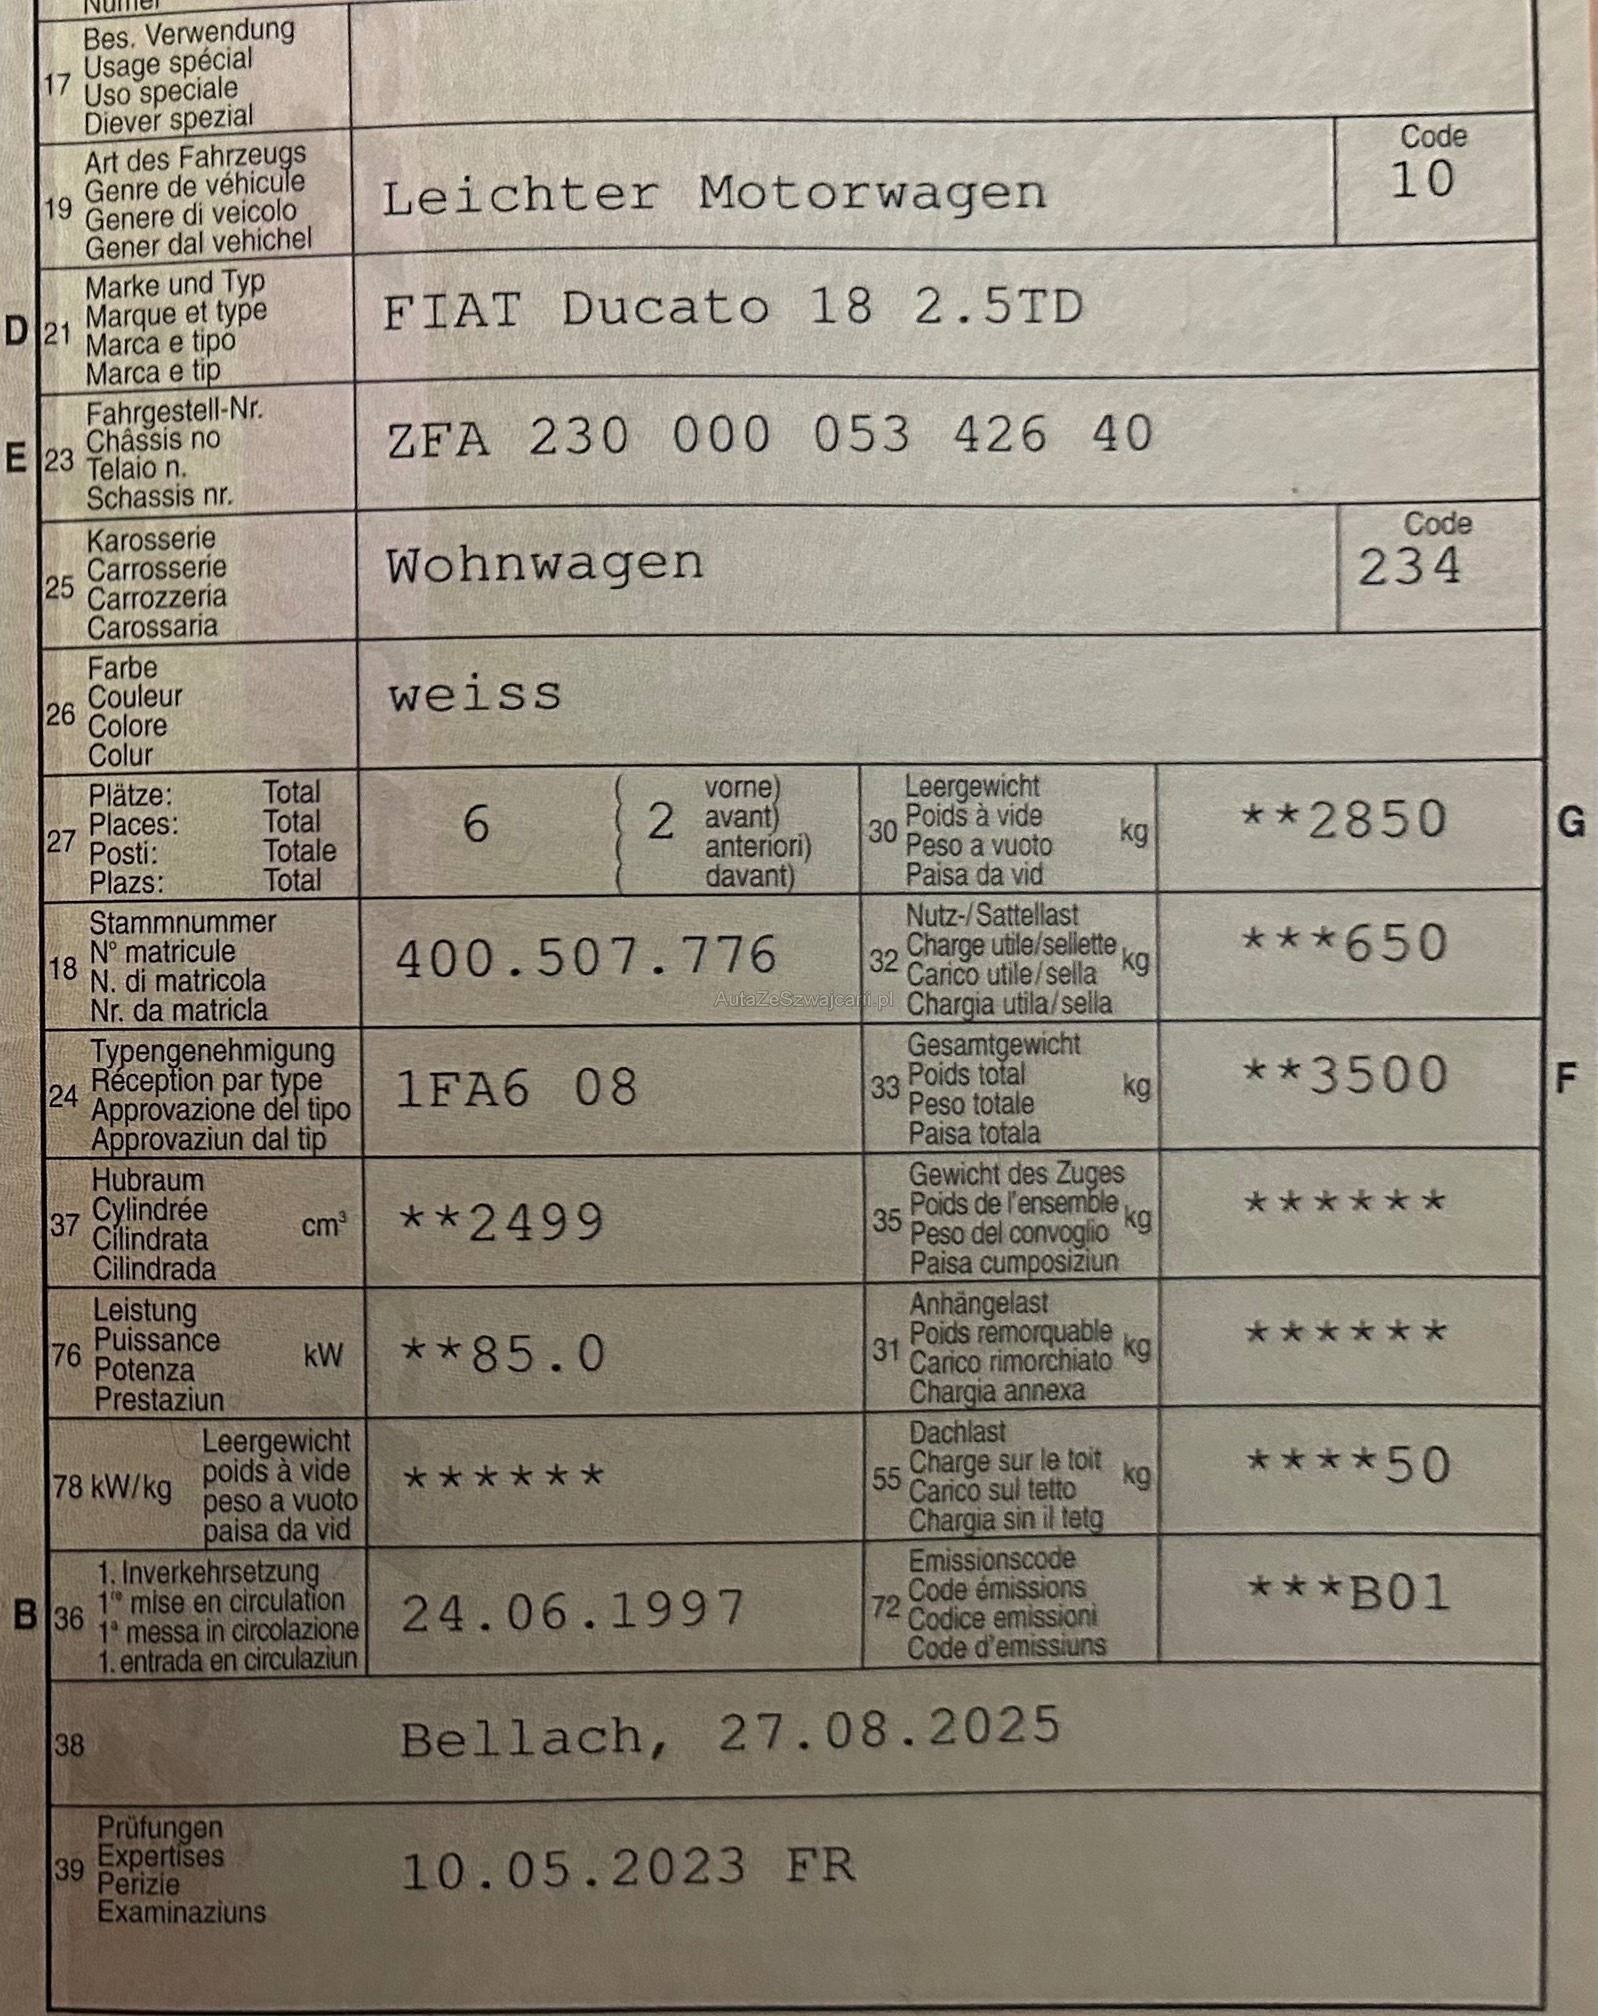 17 Bes. Verwendung
Usage spécial
Uso speciale
Diever spezial
19 Art des Fahrzeugs
Genre de véhicule
Genere di veicolo
Gener dal vehichel
Leichter Motorwagen
Code
10
D 21 Marke und Typ
Marque et type
Marca e tipo
Marca e tip
FIAT Ducato 18 2.5TD
E 23 Fahrgestell-Nr.
Châssis no
Telaio n.
Schassis nr.
ZFA 230 000 053 426 40
25 Karosserie
Carrosserie
Carrozzeria
Carossaria
Wohnwagen
Code
234
26 Farbe
Couleur
Colore
Colur
weiss
27 Plätze: Total
Places: Total
Posti: Totale
Plazs: Total
6
( 2 vorne)
( avant)
( anteriori)
( davant)
30 Leergewicht
Poids à vide
Peso a vuoto
Paisa da vid
kg
**2850
G
18 Stammnummer
N° matricule
N. di matricola
Nr. da matricla
400.507.776
AutaZeSzwajcarii.pl
32 Nutz-/Sattellast
Charge utile/sellette
Carico utile/sella
Chargia utila/sella
kg
***650
24 Typengenehmigung
Réception par type
Approvazione del tipo
Approvaziun dal tip
1FA6 08
33 Gesamtgewicht
Poids total
Peso totale
Paisa totala
kg
**3500
F
37 Hubraum
Cylindrée
Cilindrata
Cilindrada
cm³
**2499
35 Gewicht des Zuges
Poids de l'ensemble
Peso del convoglio
Paisa cumposiziun
kg
******
76 Leistung
Puissance
Potenza
Prestaziun
kW
**85.0
31 Anhängelast
Poids remorquable
Carico rimorchiato
Chargia annexa
kg
******
78 kW/kg
Leergewicht
poids à vide
peso a vuoto
paisa da vid
******
55 Dachlast
Charge sur le toit
Carico sul tetto
Chargia sin il tetg
kg
****50
B 36 1. Inverkehrsetzung
1re mise en circulation
1a messa in circolazione
1. entrada en circulaziun
24.06.1997
72 Emissionscode
Code émissions
Codice emissioni
Code d'emissiuns
***B01
38 Bellach, 27.08.2025
39 Prüfungen
Expertises
Perizie
Examinaziuns
10.05.2023 FR